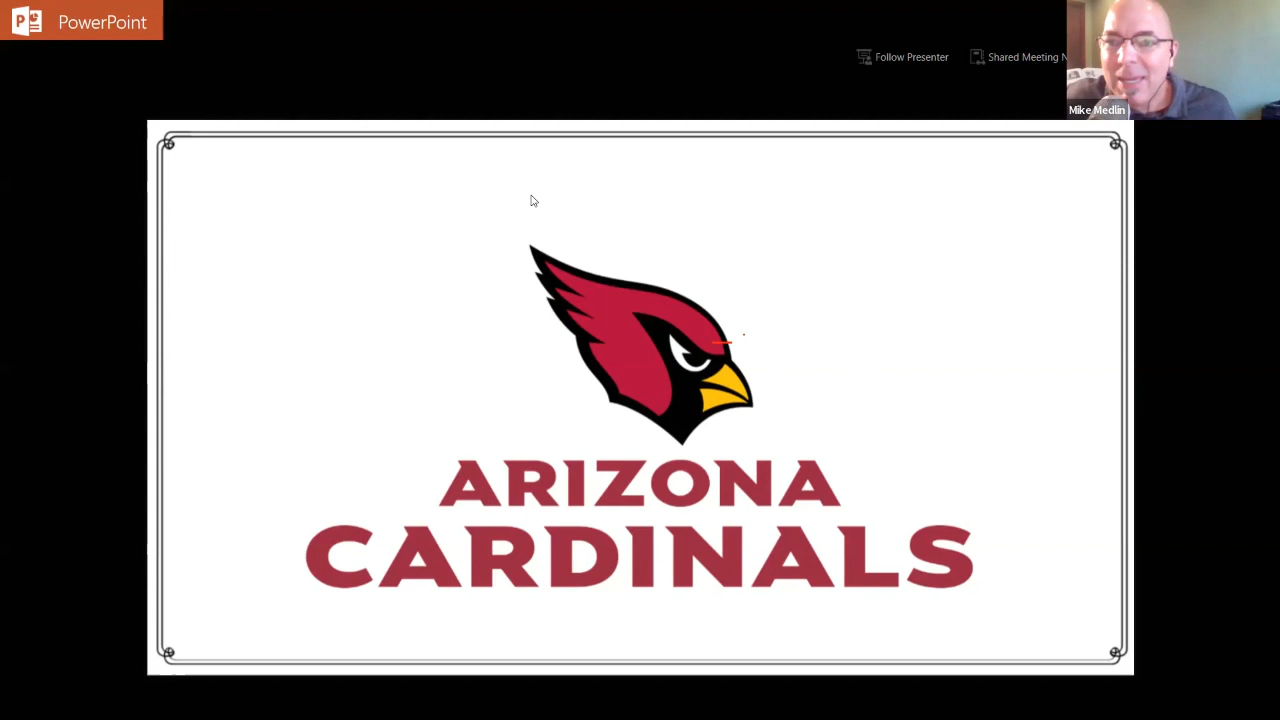 PowerPoint
Follow Presenter
Shared Meeting N
Mike Medlin
ARIZONA
CARDINALS